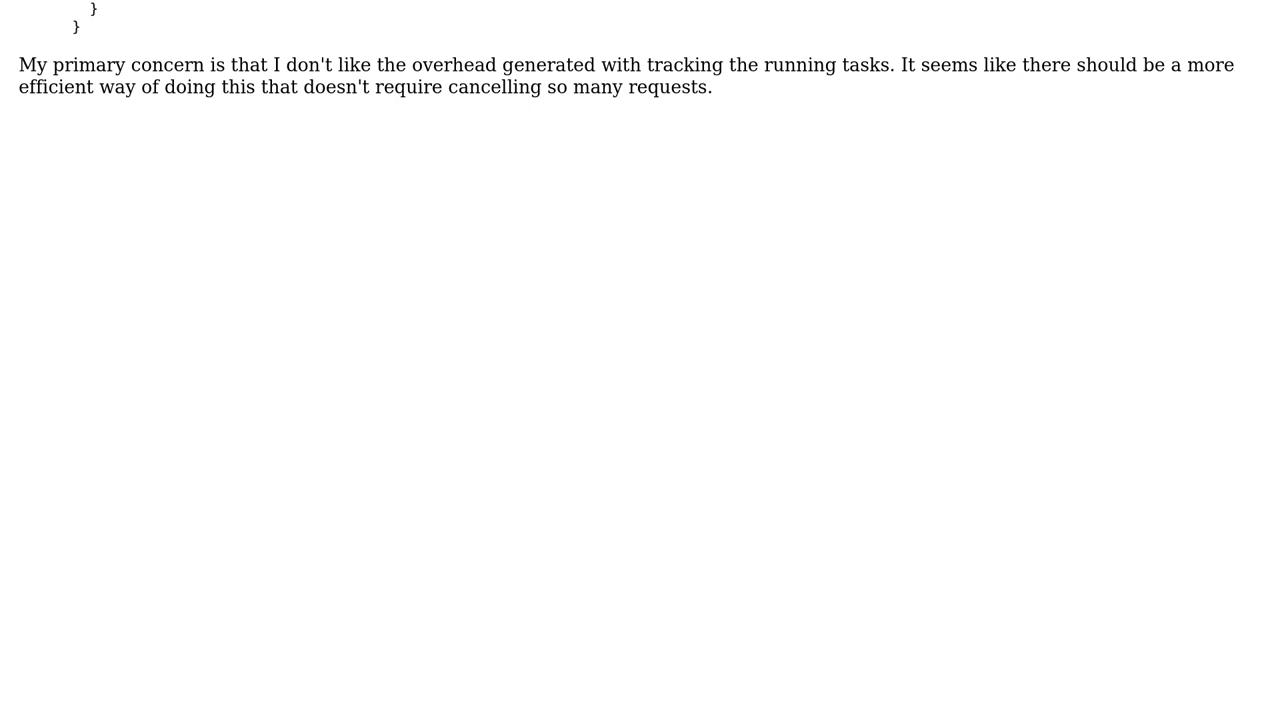 }
}
My primary concern is that I don't like the overhead generated with tracking the running tasks. It seems like there should be a more
efficient way of doing this that doesn't require cancelling so many requests.